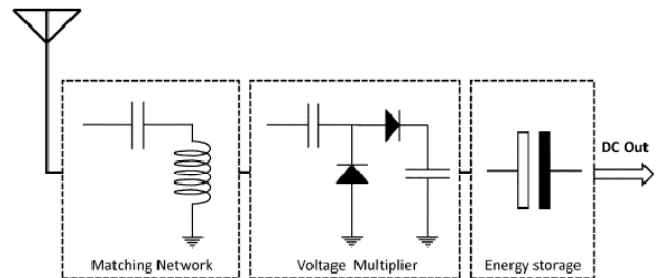 DC Out
Matching Network
Voltage Multiplier
Energy storage